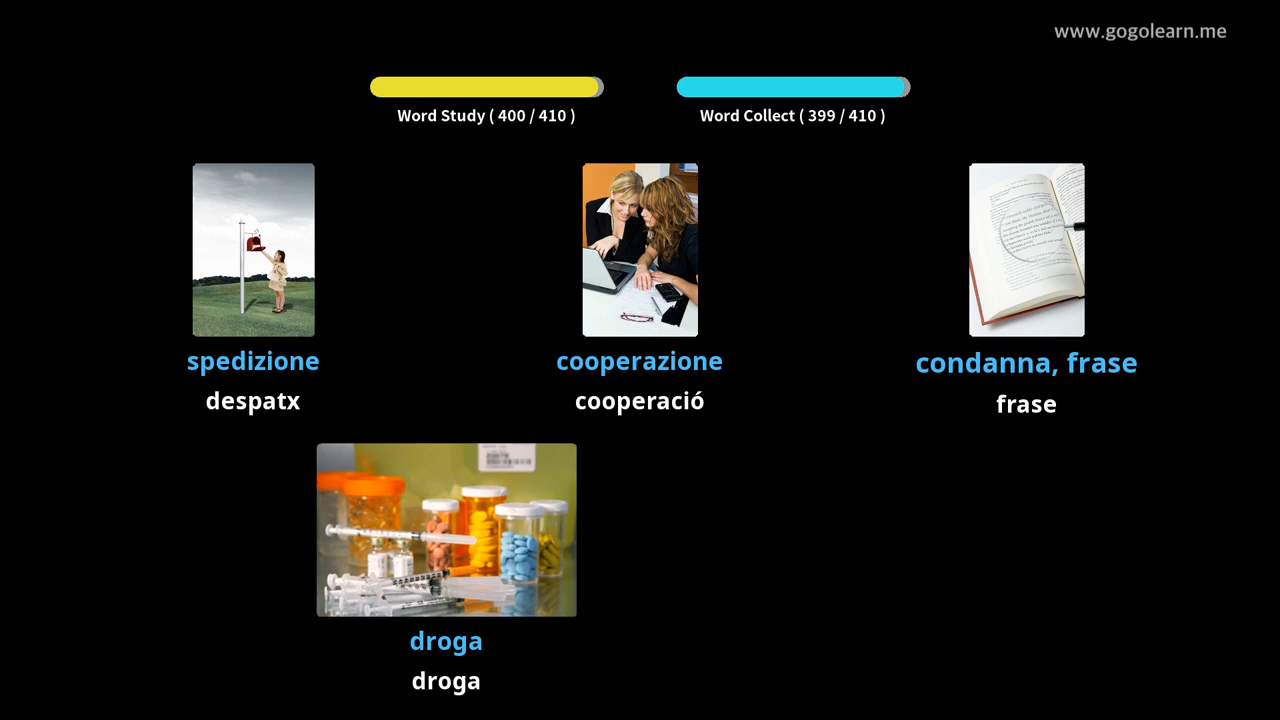 www.gogolearn.me
Word Study ( 400 / 410 )
Word Collect ( 399 / 410 )
spedizione
despatx
cooperazione
cooperació
condanna, frase
frase
droga
droga